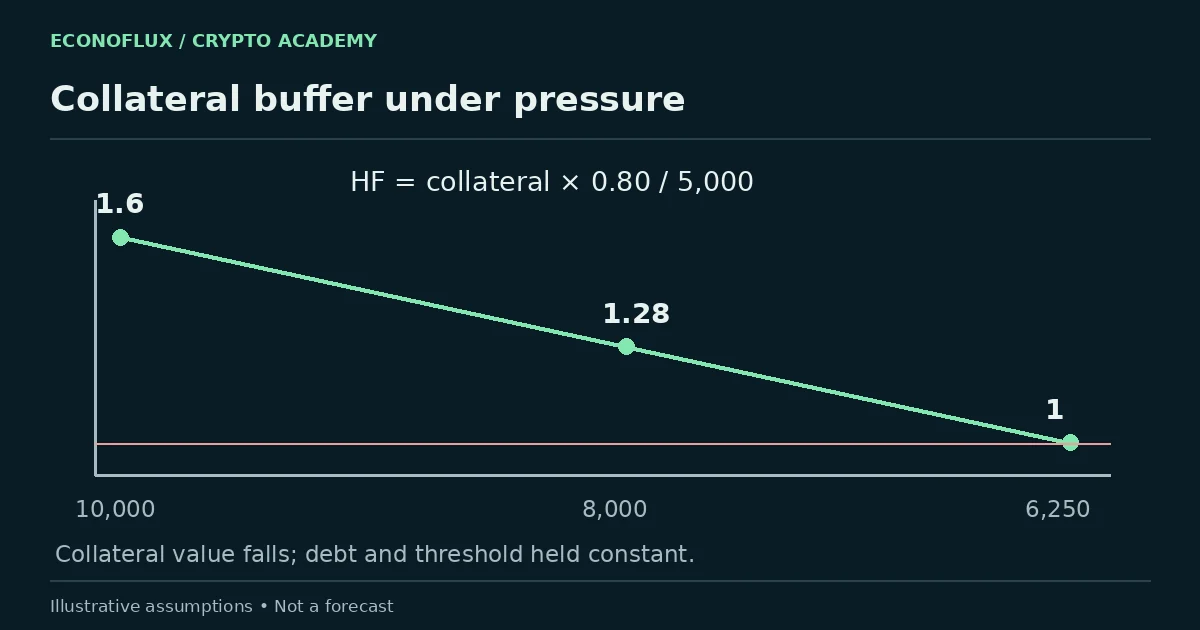 ECONOFLUX / CRYPTO ACADEMY
Collateral buffer under pressure
HF = collateral × 0.80 / 5,000
1.6
1.28
1
10,000
8,000
6,250
Collateral value falls; debt and threshold held constant.
Illustrative assumptions • Not a forecast